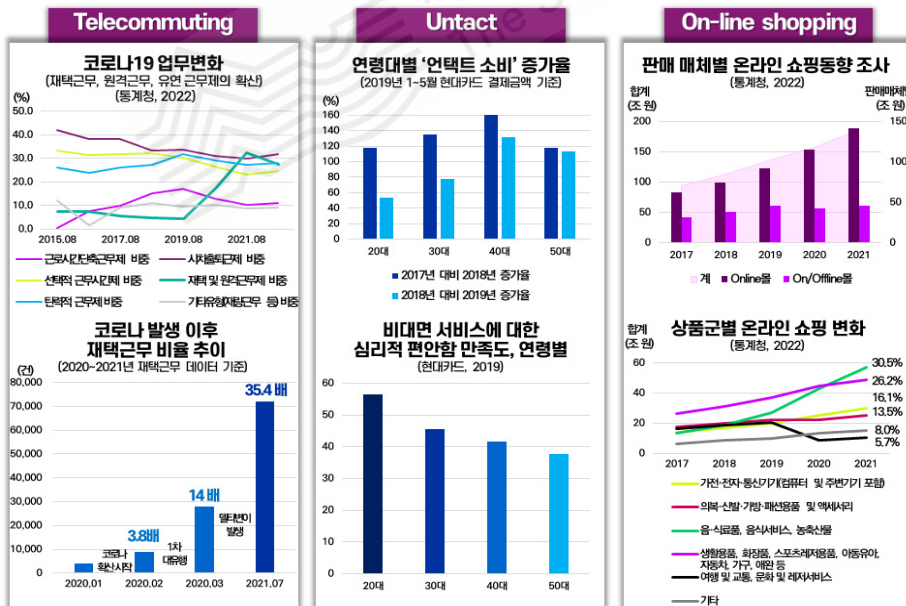 Telecommuting
코로나19 업무변화
(재택근무, 원격근무, 유연 근무제의 확산)
(통계청, 2022)
(%)
50.0
40.0
30.0
20.0
10.0
0.0
2015.08 2017.08 2019.08 2021.08
근로시간단축근무제 비중
시차출퇴근제 비중
선택적 근무시간제 비중
재택 및 원격근무제 비중
탄력적 근무제 비중
기타유형(재량근무 등) 비중
코로나 발생 이후
재택근무 비율 추이
(2020~2021년 재택근무 데이터 기준)
(건)
80,000
70,000
60,000
50,000
40,000
30,000
20,000
10,000
0
35.4 배
14 배
3.8배
코로나
확산 시작
1차
대유행
델타변이
발생
2020.01 2020.02 2020.03 2021.07
Untact
연령대별 ‘언택트 소비’ 증가율
(2019년 1~5월 현대카드 결제금액 기준)
(%)
160
140
120
100
80
60
40
20
0
20대 30대 40대 50대
2017년 대비 2018년 증가율
2018년 대비 2019년 증가율
비대면 서비스에 대한
심리적 편안함 만족도, 연령별
(현대카드, 2019)
60
50
40
30
20
10
0
20대 30대 40대 50대
On-line shopping
판매 매체별 온라인 쇼핑동향 조사
(통계청, 2022)
합계
(조 원)
판매매체별
(조 원)
200
150
100
50
0
150
100
50
0
2017 2018 2019 2020 2021
계 Online몰 On/Offline몰
상품군별 온라인 쇼핑 변화
(통계청, 2022)
합계
(조 원)
60
40
20
0
30.5%
26.2%
16.1%
13.5%
8.0%
5.7%
2017 2018 2019 2020 2021
가전·전자·통신기기(컴퓨터 및 주변기기 포함)
의복·신발·가방·패션용품 및 액세서리
음·식료품, 음식서비스, 농축산물
생활용품, 화장품, 스포츠레저용품, 아동유아,
자동차, 가구, 애완 등
여행 및 교통, 문화 및 레저서비스
기타